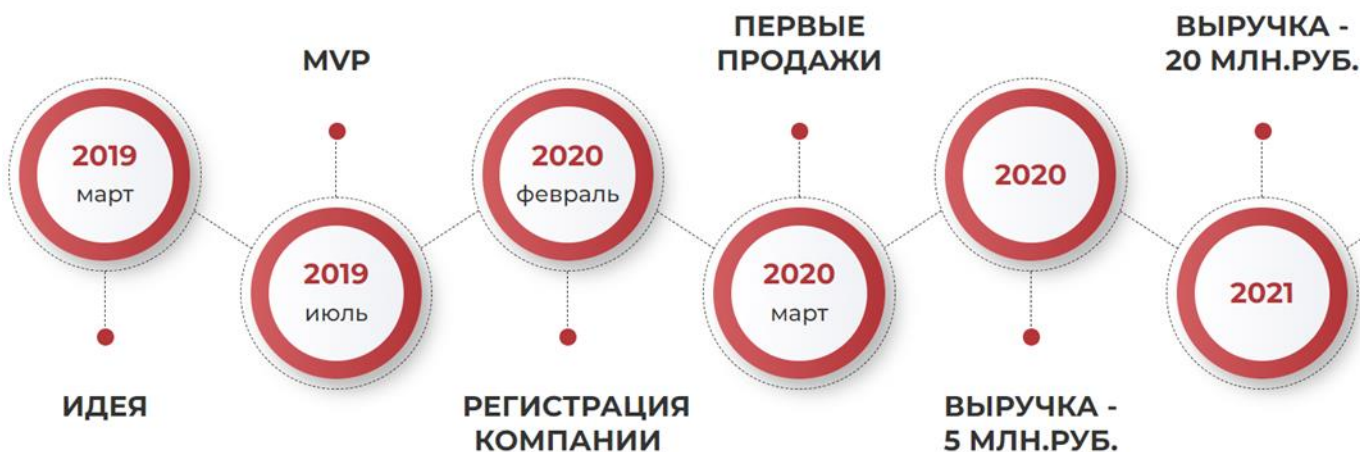 2019
март
ИДЕЯ
MVP
2019
июль
2020
февраль
РЕГИСТРАЦИЯ
КОМПАНИИ
ПЕРВЫЕ
ПРОДАЖИ
2020
март
2020
ВЫРУЧКА -
5 МЛН.РУБ.
ВЫРУЧКА -
20 МЛН.РУБ.
2021